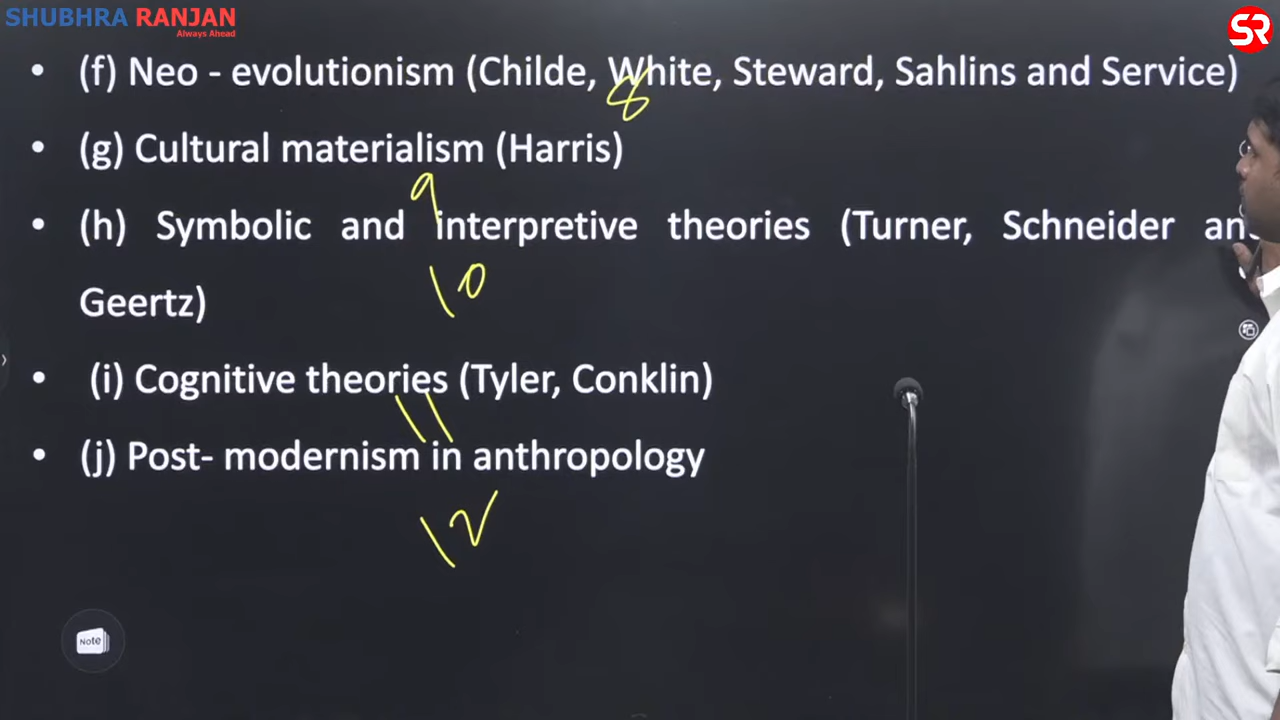 SHUBHRA RANJAN
Always Ahead
SR
• (f) Neo - evolutionism (Childe, White, Steward, Sahlins and Service)
8
• (g) Cultural materialism (Harris)
9
• (h) Symbolic and interpretive theories (Turner, Schneider
10
Geertz)
• (i) Cognitive theories (Tyler, Conklin)
11
• (j) Post- modernism in anthropology
12
Note